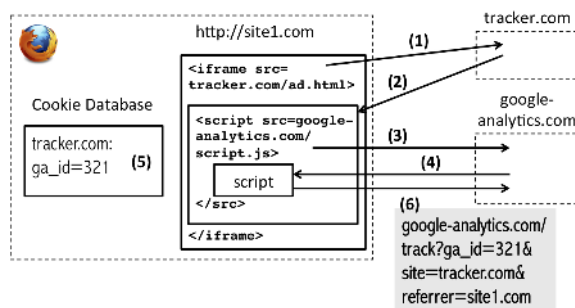 http://site1.com
tracker.com
(1)
(2)
<iframe src=
tracker.com/ad.html>
Cookie Database
tracker.com:
ga_id=321
(5)
<script src=google-
analytics.com/
script.js>
script
</src>
</iframe>
google-
analytics.com
(3)
(4)
(6)
google-analytics.com/
track?ga_id=321&
site=tracker.com&
referrer=site1.com